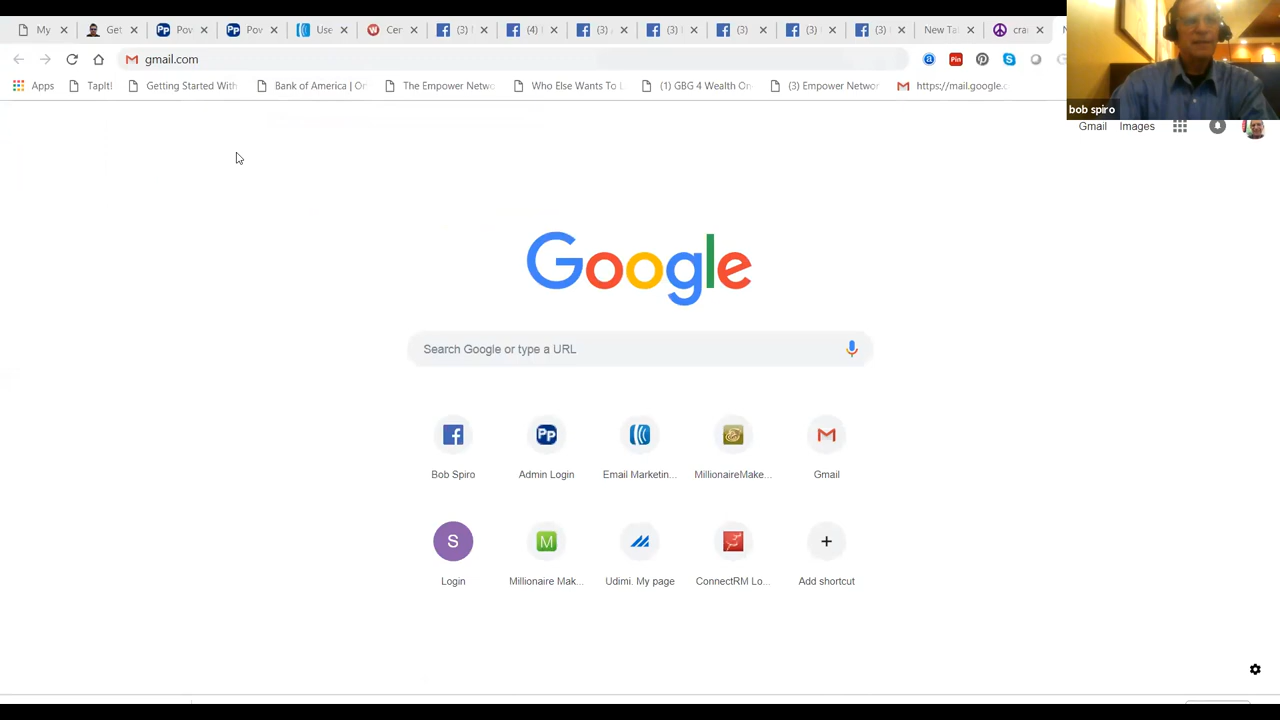 My
Get
Pov
Pov
Use
Cer
(3)
(4)
(3)
(3)
(3)
(3)
New Ta
crai
gmail.com
Apps TapIt! Getting Started With Bank of America | On The Empower Netwo Who Else Wants To L (1) GBG 4 Wealth On (3) Empower Networ https://mail.google.c
bob spiro
Gmail Images
Google
Search Google or type a URL
Bob Spiro Admin Login Email Marketin... MillionaireMake... Gmail
S
M
Login Millionaire Mak... Udimi. My page ConnectRM Lo... Add shortcut